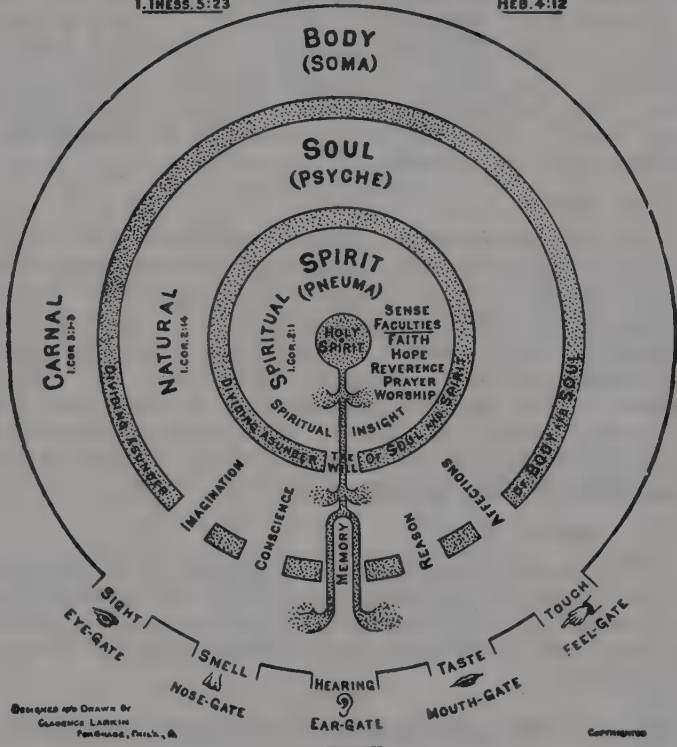 1. THESS. 5:23
HEB. 4:12
BODY
(SOMA)
SOUL
(PSYCHE)
SPIRIT
(PNEUMA)
HOLY
SPIRIT
SENSE
FACULTIES
FAITH
HOPE
REVERENCE
PRAYER
WORSHIP
SPIRITUAL
1.COR. 2:1
NATURAL
1.COR. 2:14
CARNAL
1.COR 3:1-3
SPIRITUAL INSIGHT
DIVIDING ASUNDER
THE
WILL
OF SOUL AND SPIRIT
BOUNDARY
OF BODY AND SOUL
IMAGINATION
CONSCIENCE
MEMORY
REASON
AFFECTIONS
SIGHT
EYE-GATE
SMELL
NOSE-GATE
HEARING
EAR-GATE
TASTE
MOUTH-GATE
TOUCH
FEEL-GATE
DESIGNED AND DRAWN BY
CLARENCE LARKIN
COPYRIGHTED